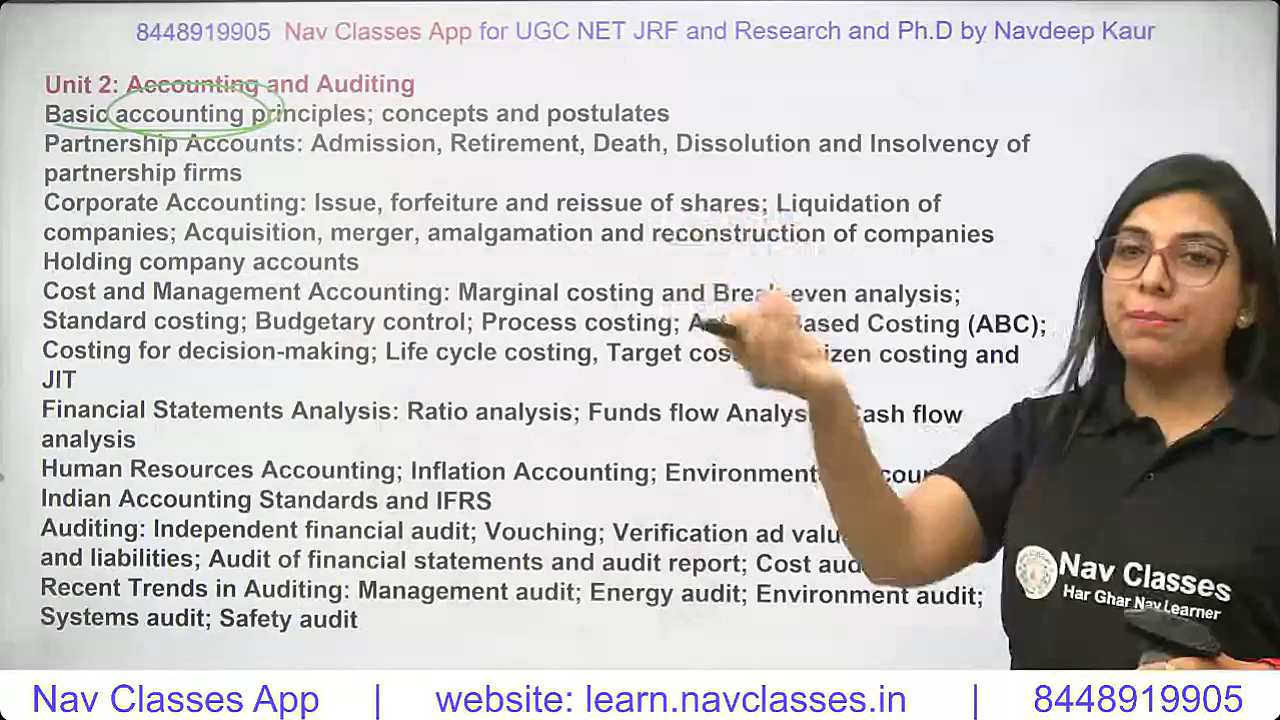 8448919905 Nav Classes App for UGC NET JRF and Research and Ph.D by Navdeep Kaur
Unit 2: Accounting and Auditing
Basic accounting principles; concepts and postulates
Partnership Accounts: Admission, Retirement, Death, Dissolution and Insolvency of
partnership firms
Corporate Accounting: Issue, forfeiture and reissue of shares; Liquidation of
companies; Acquisition, merger, amalgamation and reconstruction of companies
Holding company accounts
Cost and Management Accounting: Marginal costing and Break-even analysis;
Standard costing; Budgetary control; Process costing; Based Costing (ABC);
Costing for decision-making; Life cycle costing, Target costing and
JIT
Financial Statements Analysis: Ratio analysis; Funds flow Analysis; Cash flow
analysis
Human Resources Accounting; Inflation Accounting;
Indian Accounting Standards and IFRS
Auditing: Independent financial audit; Vouching; Verification ad
and liabilities; Audit of financial statements and audit report; Cost
Recent Trends in Auditing: Management audit; Energy audit; Environment audit;
Systems audit; Safety audit
Nav Classes
Har Ghar Nav Learner
Nav Classes App | website: learn.navclasses.in | 8448919905